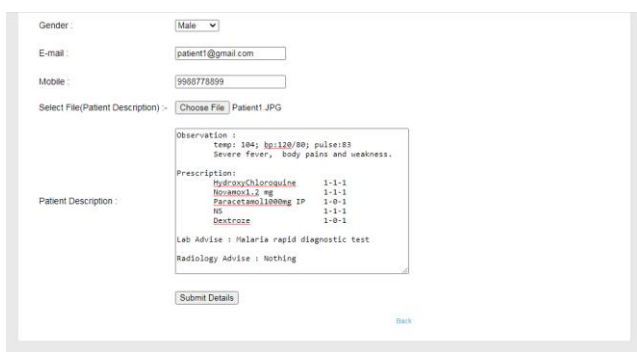 Gender :
Male
E-mail :
patient1@gmail.com
Mobile :
9988778899
Select File(Patient Description) :-
Choose File Patient1.JPG
Patient Description :
Observation :
temp: 104; bp:120/80; pulse:83
Severe fever, body pains and weakness.
Prescription:
HydroxyChloroquine 1-1-1
Novamox1.2 mg 1-1-1
Paracetamol1000mg IP 1-0-1
NS 1-1-1
Dextroze 1-0-1
Lab Advise : Malaria rapid diagnostic test
Radiology Advise : Nothing
Submit Details
Back